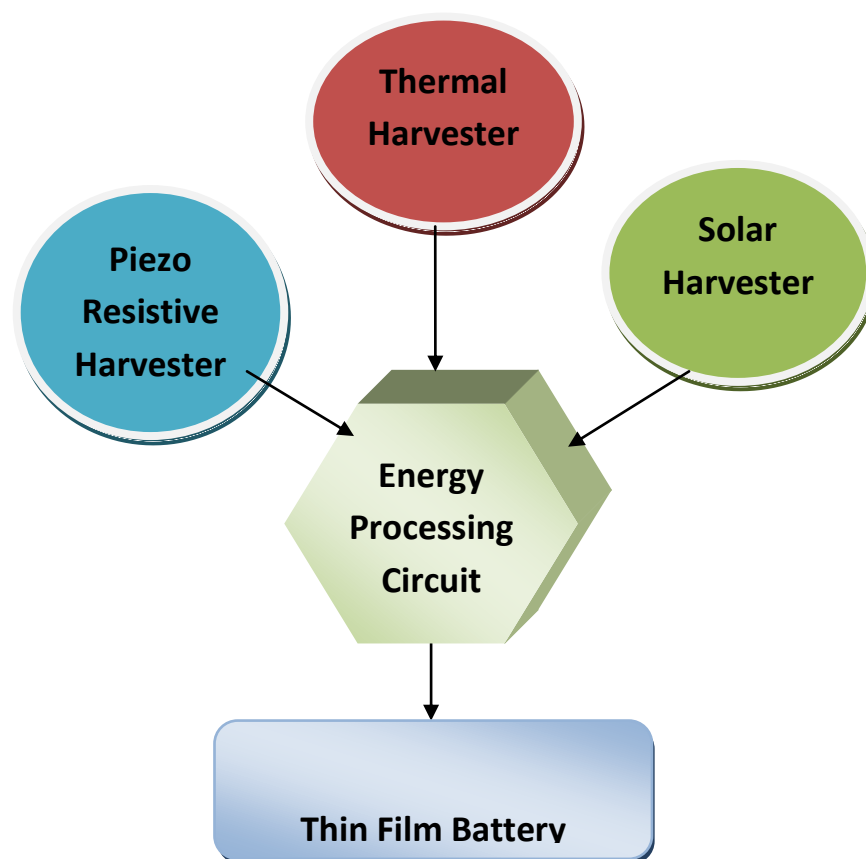 Thermal
Harvester
Solar
Harvester
Piezo
Resistive
Harvester
Energy
Processing
Circuit
Thin Film Battery